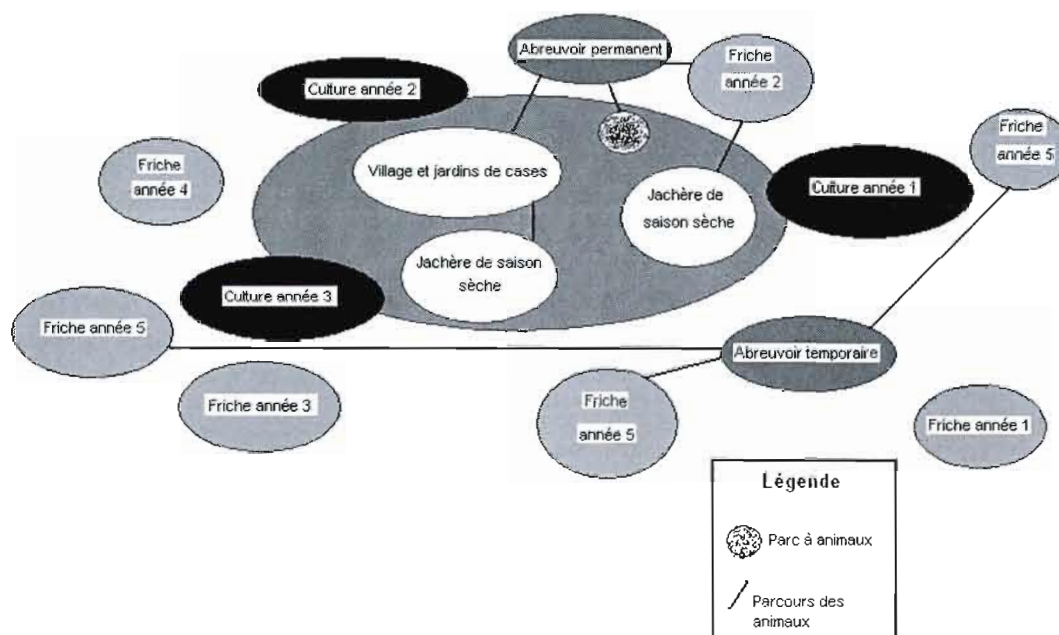 Abreuvoir permanent
Friche
année 2
Culture année 2
Friche
année 5
Friche
année 4
Village et jardins de cases
Culture année 1
Jachère de
saison sèche
Jachère de saison
sèche
Culture année 3
Friche année 5
Abreuvoir temporaire
Friche année 3
Friche
année 5
Friche année 1
Légende
Parc à animaux
Parcours des
animaux